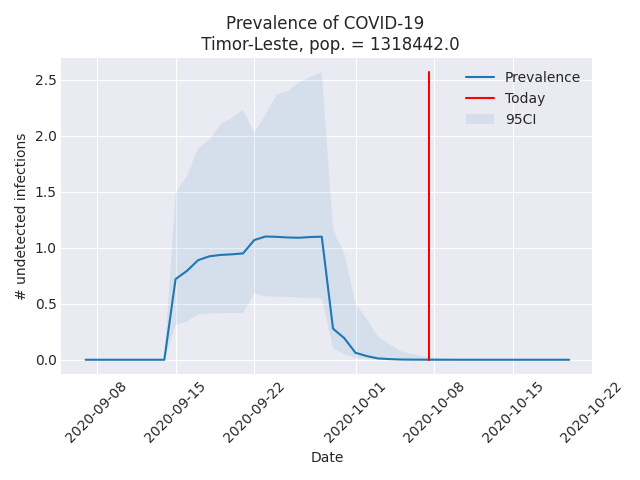 Prevalence of COVID-19
Timor-Leste, pop. = 1318442.0
# undetected infections
2.5
2.0
1.5
1.0
0.5
0.0
Prevalence
Today
95CI
2020-09-08
2020-09-15
2020-09-22
2020-10-01
2020-10-08
2020-10-15
2020-10-22
Date